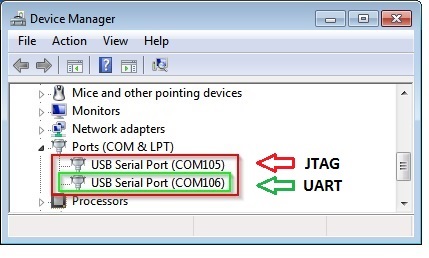 Device Manager
File Action View Help
Mice and other pointing devices
Monitors
Network adapters
Ports (COM & LPT)
USB Serial Port (COM105) JTAG
USB Serial Port (COM106) UART
Processors